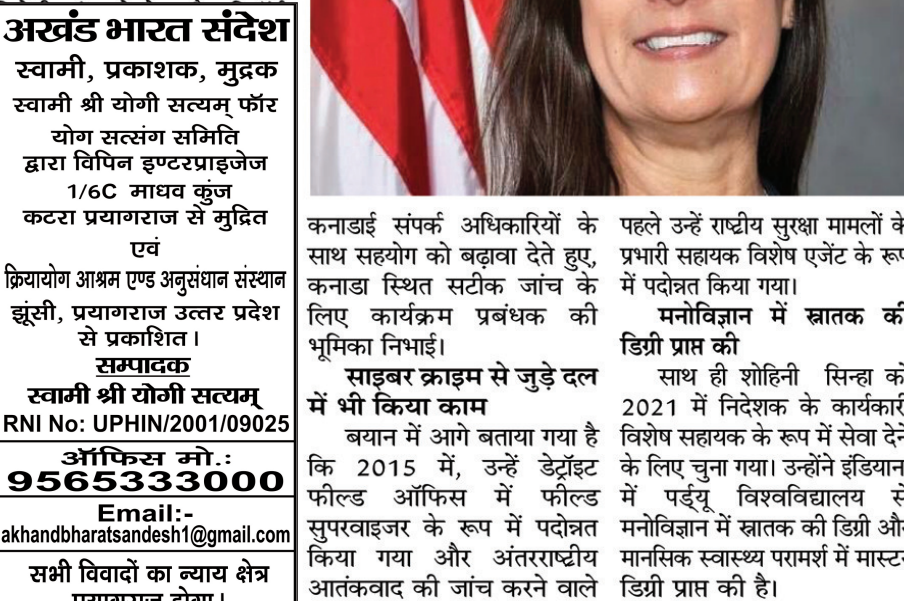 अखंड भारत संदेश
स्वामी, प्रकाशक, मुद्रक
स्वामी श्री योगी सत्यम् फॉर
योग सत्संग समिति
द्वारा विपिन इण्टरप्राइजेज
1/6C माधव कुंज
कटरा प्रयागराज से मुद्रित
एवं
क्रियायोग आश्रम एण्ड अनुसंधान संस्थान
झूंसी, प्रयागराज उत्तर प्रदेश
से प्रकाशित।
सम्पादक
स्वामी श्री योगी सत्यम्
RNI No: UPHIN/2001/09025
ऑफिस मो.:
9565333000
Email:-
akhandbharatsandesh1@gmail.com
सभी विवादों का न्याय क्षेत्र
प्रयागराज होगा।
कनाडाई संपर्क अधिकारियों के
साथ सहयोग को बढ़ावा देते हुए,
कनाडा स्थित सटीक जांच के
लिए कार्यक्रम प्रबंधक की
भूमिका निभाई।
साइबर क्राइम से जुड़े दल
में भी किया काम
बयान में आगे बताया गया है
कि 2015 में, उन्हें डेट्रॉइट
फील्ड ऑफिस में फील्ड
सुपरवाइजर के रूप में पदोन्नत
किया गया और अंतरराष्ट्रीय
आतंकवाद की जांच करने वाले
पहले उन्हें राष्ट्रीय सुरक्षा मामलों के
प्रभारी सहायक विशेष एजेंट के रूप
में पदोन्नत किया गया।
मनोविज्ञान में स्नातक की
डिग्री प्राप्त की
साथ ही शोहिनी सिन्हा को
2021 में निदेशक के कार्यकारी
विशेष सहायक के रूप में सेवा देने
के लिए चुना गया। उन्होंने इंडियाना
में पर्ड्यू विश्वविद्यालय से
मनोविज्ञान में स्नातक की डिग्री और
मानसिक स्वास्थ्य परामर्श में मास्टर
डिग्री प्राप्त की है।